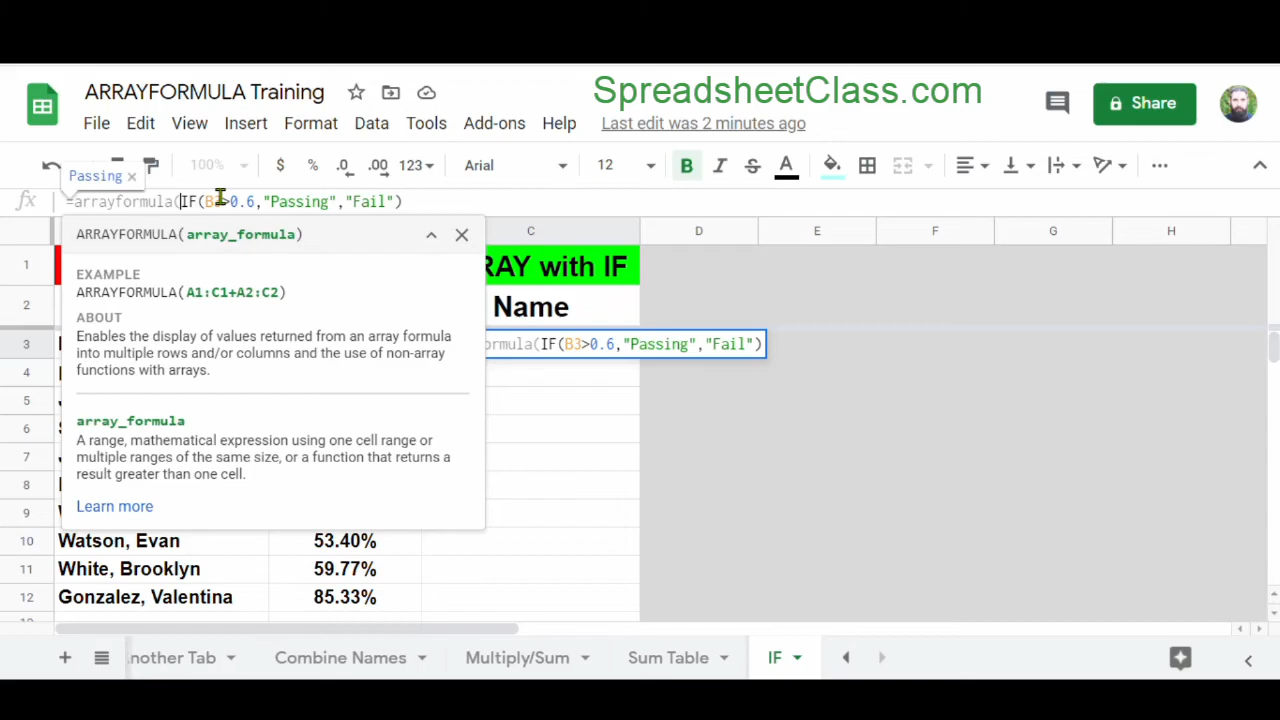 SpreadsheetClass.com
ARRAYFORMULA Training
Share
File Edit View Insert Format Data Tools Add-ons Help Last edit was 2 minutes ago
100% $ % .0 .00 123 Arial 12 B I S A
Passing ×
fx =arrayformula(IF(B3>0.6,"Passing","Fail")
ARRAYFORMULA(array_formula)
EXAMPLE
ARRAYFORMULA(A1:C1+A2:C2)
ABOUT
Enables the display of values returned from an array formula
into multiple rows and/or columns and the use of non-array
functions with arrays.
array_formula
A range, mathematical expression using one cell range or
multiple ranges of the same size, or a function that returns a
result greater than one cell.
Learn more
C D E F G H
1 RAY with IF
2 Name
3 ormula(IF(B3>0.6,"Passing","Fail")
4
5
6
7
8
9
10 Watson, Evan 53.40%
11 White, Brooklyn 59.77%
12 Gonzalez, Valentina 85.33%
nother Tab Combine Names Multiply/Sum Sum Table IF